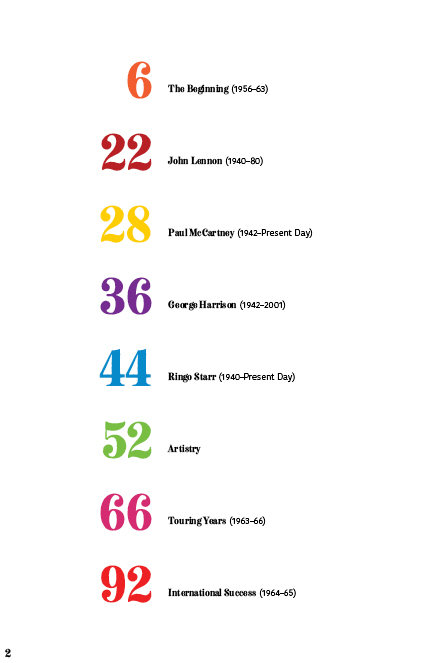 6 The Beginning (1956–63)
22 John Lennon (1940–80)
28 Paul McCartney (1942–Present Day)
36 George Harrison (1942–2001)
44 Ringo Starr (1940–Present Day)
52 Artistry
66 Touring Years (1963–66)
92 International Success (1964–65)
2